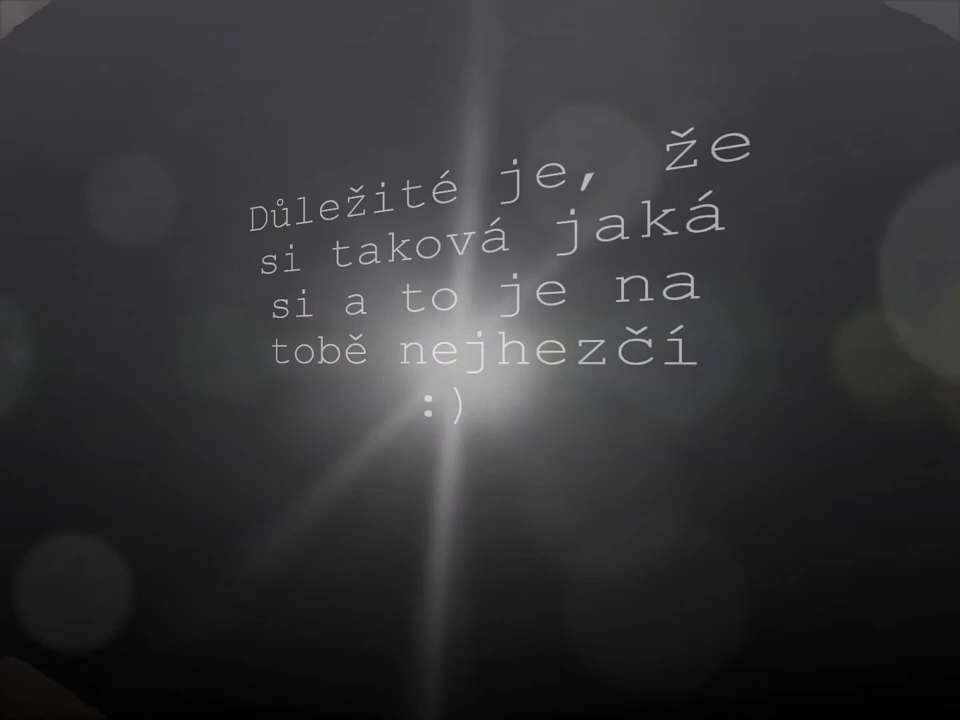 Důležité je, že
si taková jaká
si a to je na
tobě nejhezčí
:)